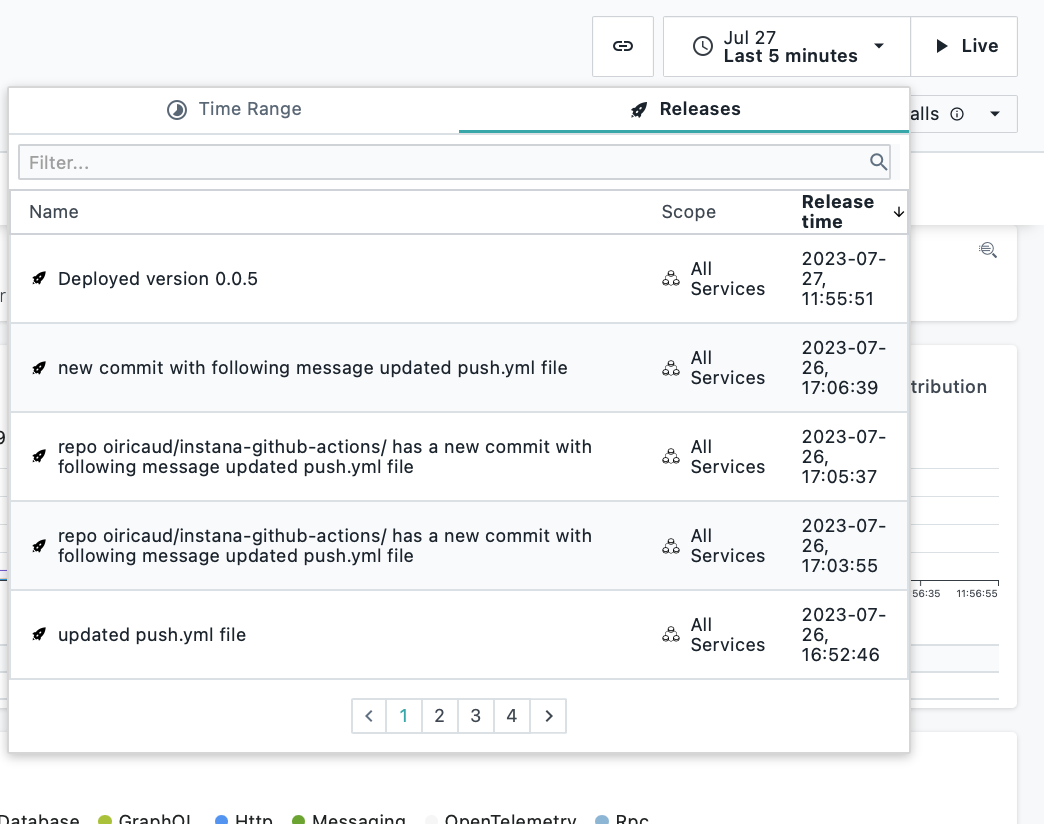 Jul 27
Last 5 minutes
Live
Time Range
Releases
alls
Filter...
Name
Scope
Release
time
Deployed version 0.0.5
All
Services
2023-07-
27,
11:55:51
new commit with following message updated push.yml file
All
Services
2023-07-
26,
17:06:39
tribution
repo oiricaud/instana-github-actions/ has a new commit with
following message updated push.yml file
All
Services
2023-07-
26,
17:05:37
repo oiricaud/instana-github-actions/ has a new commit with
following message updated push.yml file
All
Services
2023-07-
26,
17:03:55
56:35
11:56:55
updated push.yml file
All
Services
2023-07-
26,
16:52:46
1 2 3 4
Database GraphQL Http Messaging OpenTelemetry Rpc